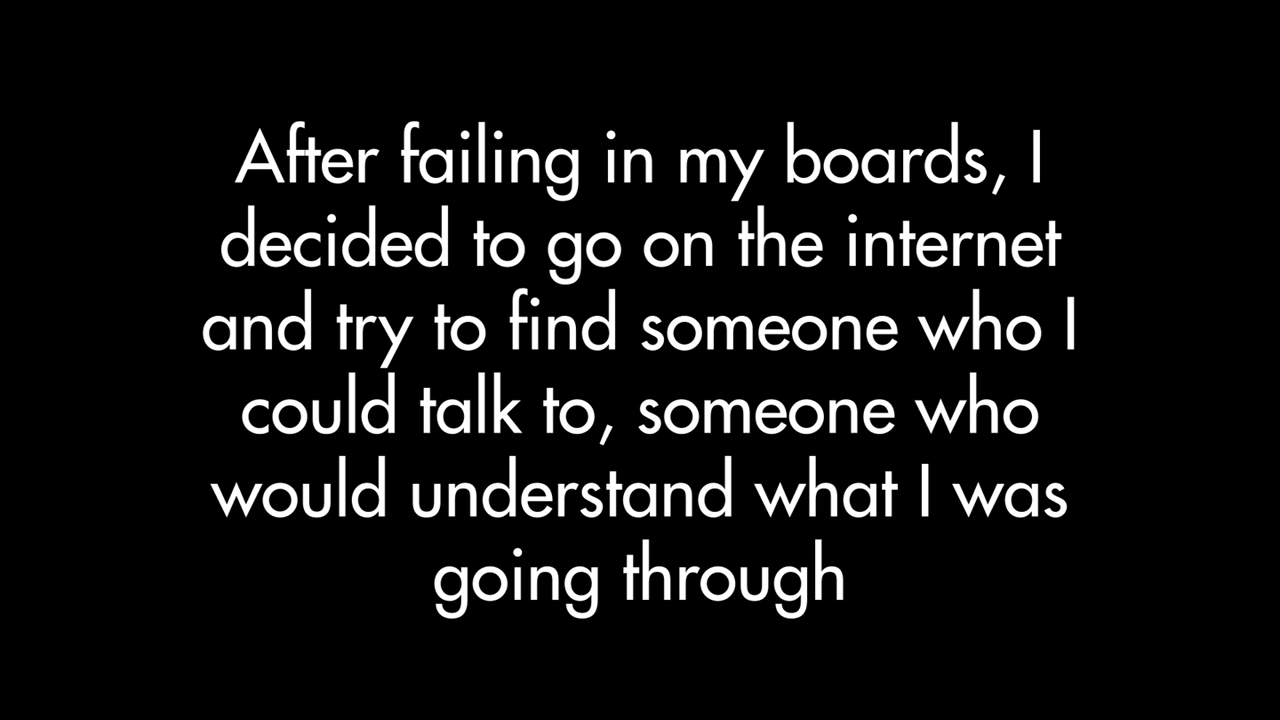 After failing in my boards, I
decided to go on the internet
and try to find someone who I
could talk to, someone who
would understand what I was
going through